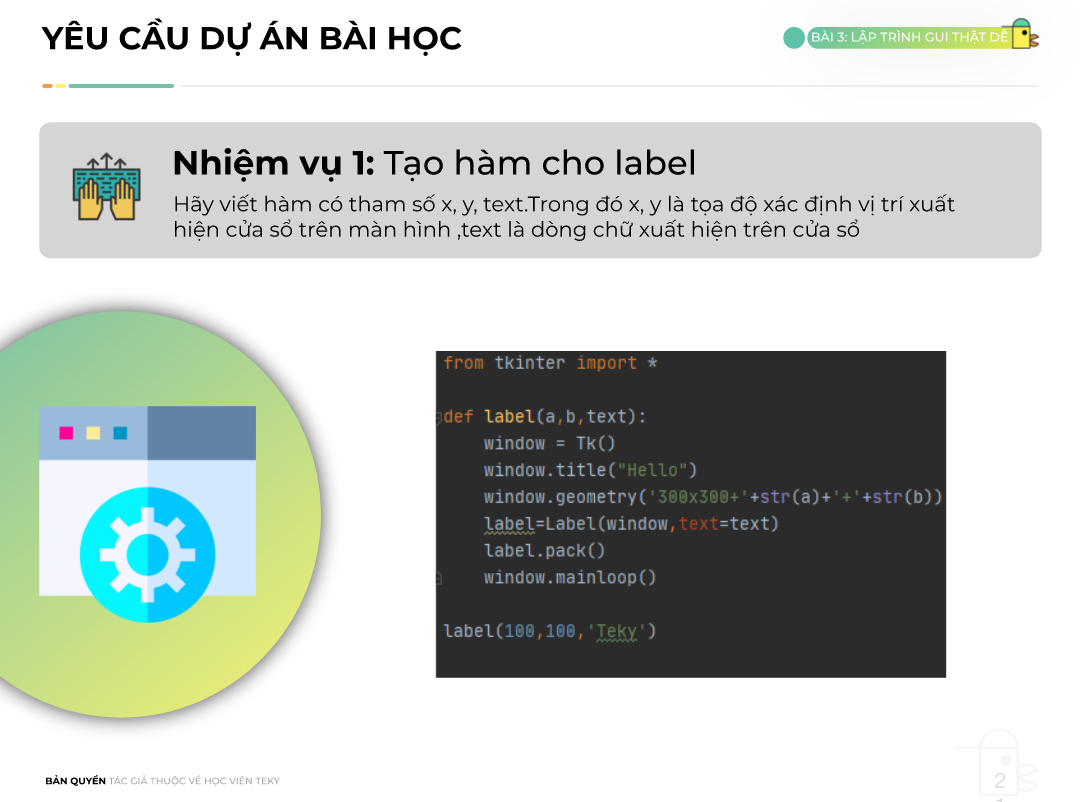 YÊU CẦU DỰ ÁN BÀI HỌC
BÀI 3: LẬP TRÌNH GUI THẬT DỄ
Nhiệm vụ 1: Tạo hàm cho label
Hãy viết hàm có tham số x, y, text.Trong đó x, y là tọa độ xác định vị trí xuất
hiện cửa sổ trên màn hình ,text là dòng chữ xuất hiện trên cửa sổ
from tkinter import *
def label(a,b,text):
window = Tk()
window.title("Hello")
window.geometry('300x300+'+str(a)+'+'+str(b))
label=Label(window,text=text)
label.pack()
window.mainloop()
label(100,100,'Teky')
BẢN QUYỀN TÁC GIẢ THUỘC VỀ HỌC VIỆN TEKY
2